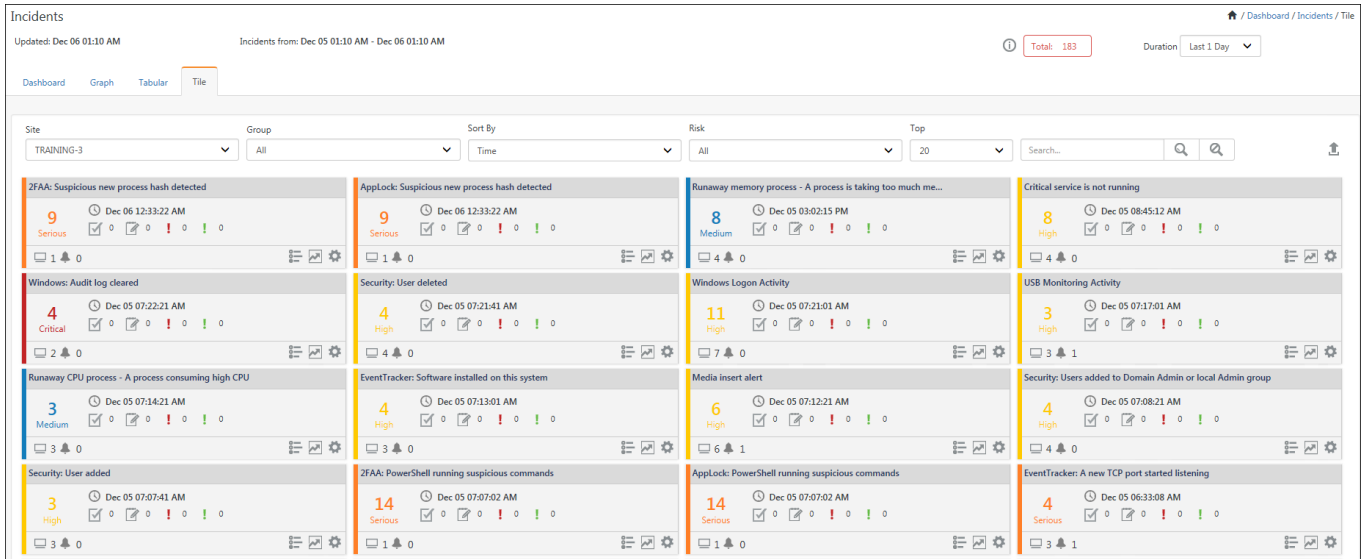 Incidents
/ Dashboard / Incidents / Tile
Updated: Dec 06 01:10 AM
Incidents from: Dec 05 01:10 AM - Dec 06 01:10 AM
Total: 183
Duration
Last 1 Day
Dashboard
Graph
Tabular
Tile
Site
Group
Sort By
Risk
Top
TRAINING-3
All
Time
All
20
Search...
2FAA: Suspicious new process hash detected
9
Serious
Dec 06 12:33:22 AM
0 0 ! 0 ! 0
1 0
AppLock: Suspicious new process hash detected
9
Serious
Dec 06 12:33:22 AM
0 0 ! 0 ! 0
1 0
Runaway memory process - A process is taking too much me...
8
Medium
Dec 05 03:02:15 PM
0 0 ! 0 ! 0
4 0
Critical service is not running
8
High
Dec 05 08:45:12 AM
0 0 ! 0 ! 0
4 0
Windows: Audit log cleared
4
Critical
Dec 05 07:22:21 AM
0 0 ! 0 ! 0
2 0
Security: User deleted
4
High
Dec 05 07:21:41 AM
0 0 ! 0 ! 0
4 0
Windows Logon Activity
11
High
Dec 05 07:21:01 AM
0 0 ! 0 ! 0
7 0
USB Monitoring Activity
3
High
Dec 05 07:17:01 AM
0 0 ! 0 ! 0
3 1
Runaway CPU process - A process consuming high CPU
3
Medium
Dec 05 07:14:21 AM
0 0 ! 0 ! 0
3 0
EventTracker: Software installed on this system
4
High
Dec 05 07:13:01 AM
0 0 ! 0 ! 0
3 0
Media insert alert
6
High
Dec 05 07:12:21 AM
0 0 ! 0 ! 0
6 1
Security: Users added to Domain Admin or local Admin group
4
High
Dec 05 07:08:21 AM
0 0 ! 0 ! 0
4 0
Security: User added
3
High
Dec 05 07:07:41 AM
0 0 ! 0 ! 0
3 0
2FAA: PowerShell running suspicious commands
14
Serious
Dec 05 07:07:02 AM
0 0 ! 0 ! 0
1 0
AppLock: PowerShell running suspicious commands
14
Serious
Dec 05 07:07:02 AM
0 0 ! 0 ! 0
1 0
EventTracker: A new TCP port started listening
4
Serious
Dec 05 06:33:08 AM
0 0 ! 0 ! 0
3 1